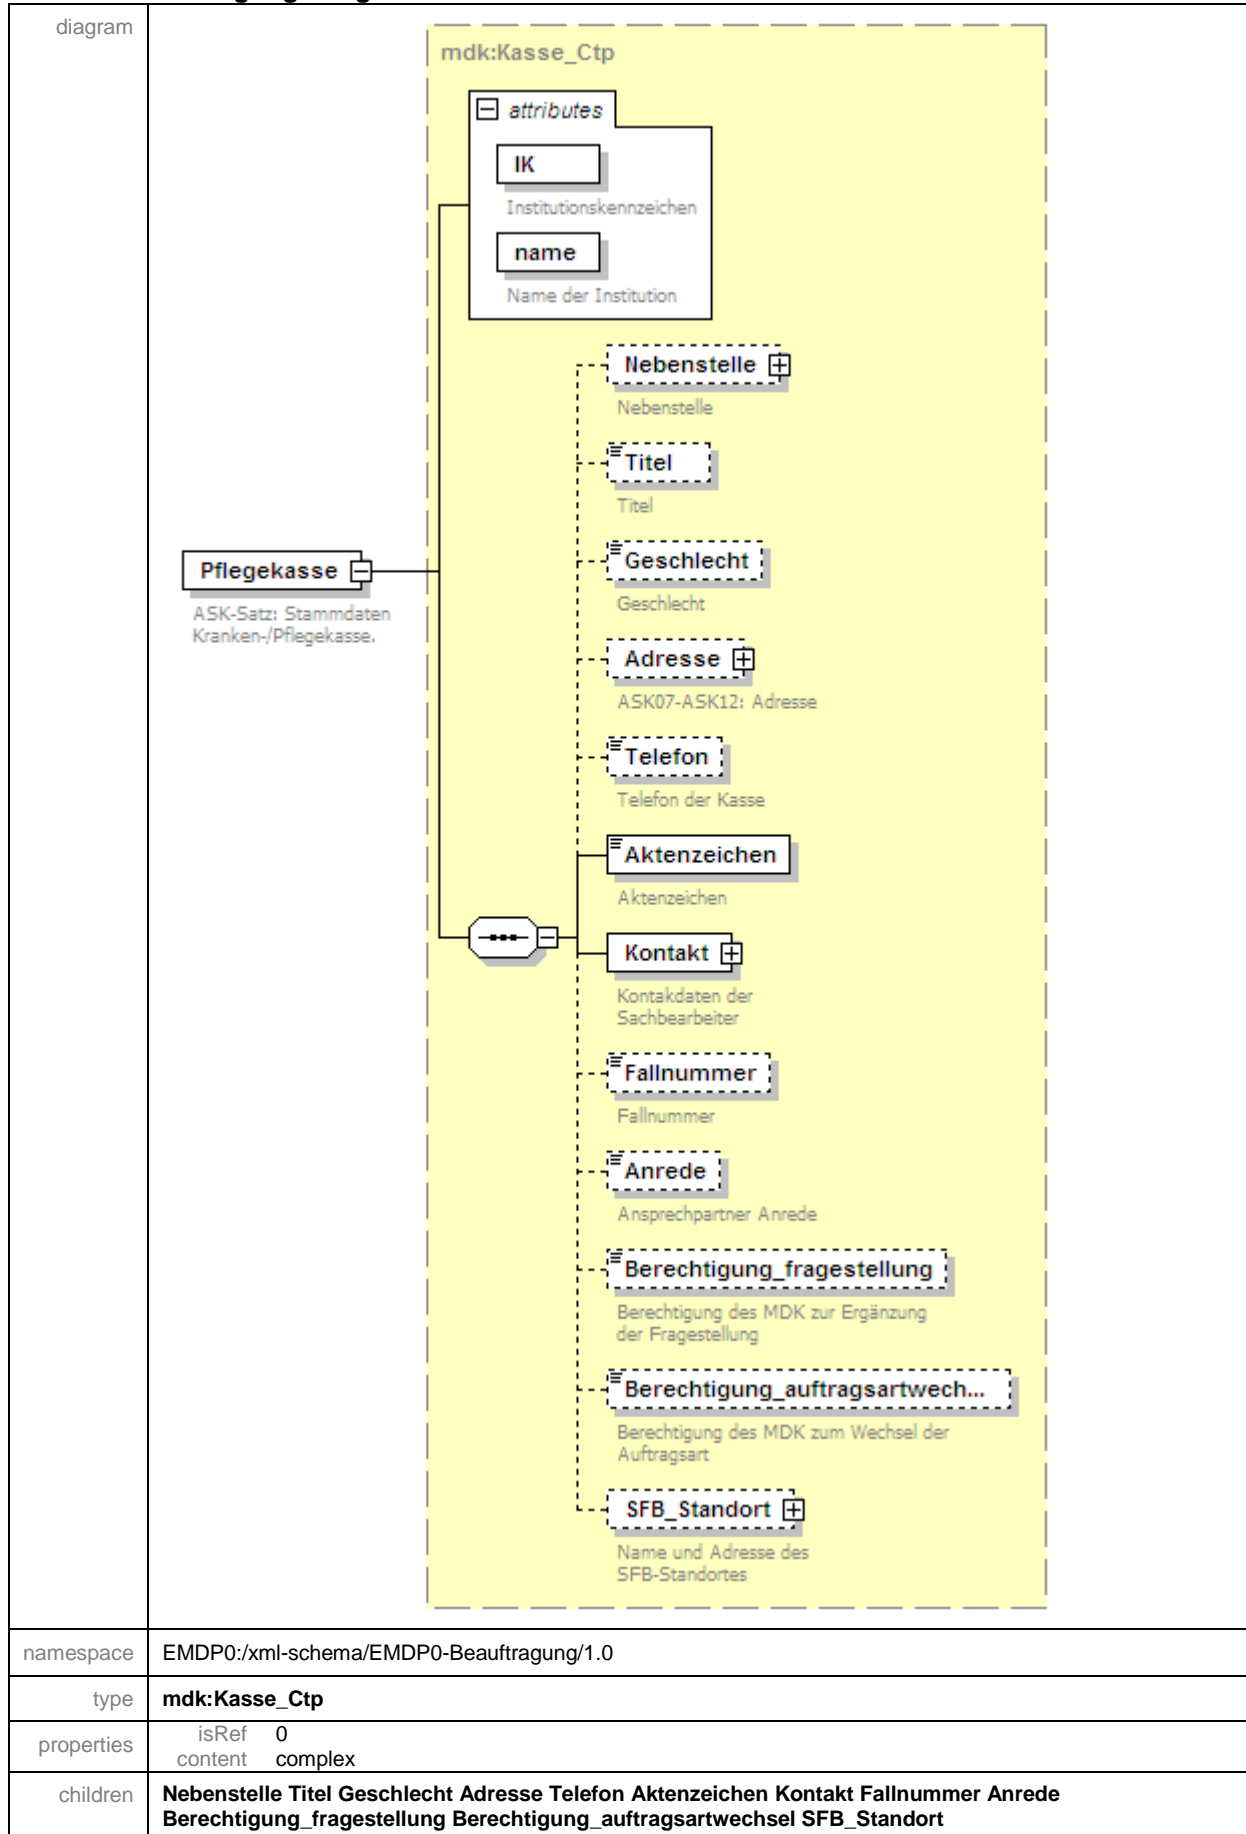 diagram
mdk:Kasse_Ctp
attributes
IK
Institutionskennzeichen
name
Name der Institution
Nebenstelle
Nebenstelle
Titel
Titel
Geschlecht
Geschlecht
Pflegekasse
ASK-Satz: Stammdaten
Kranken-/Pflegekasse.
Adresse
ASK07-ASK12: Adresse
Telefon
Telefon der Kasse
Aktenzeichen
Aktenzeichen
Kontakt
Kontakdaten der
Sachbearbeiter
Fallnummer
Fallnummer
Anrede
Ansprechpartner Anrede
Berechtigung_fragestellung
Berechtigung des MDK zur Ergänzung
der Fragestellung
Berechtigung_auftragsartwech...
Berechtigung des MDK zum Wechsel der
Auftragsart
SFB_Standort
Name und Adresse des
SFB-Standortes
namespace EMDP0:/xml-schema/EMDP0-Beauftragung/1.0
type mdk:Kasse_Ctp
properties isRef 0
content complex
children Nebenstelle Titel Geschlecht Adresse Telefon Aktenzeichen Kontakt Fallnummer Anrede
Berechtigung_fragestellung Berechtigung_auftragsartwechsel SFB_Standort